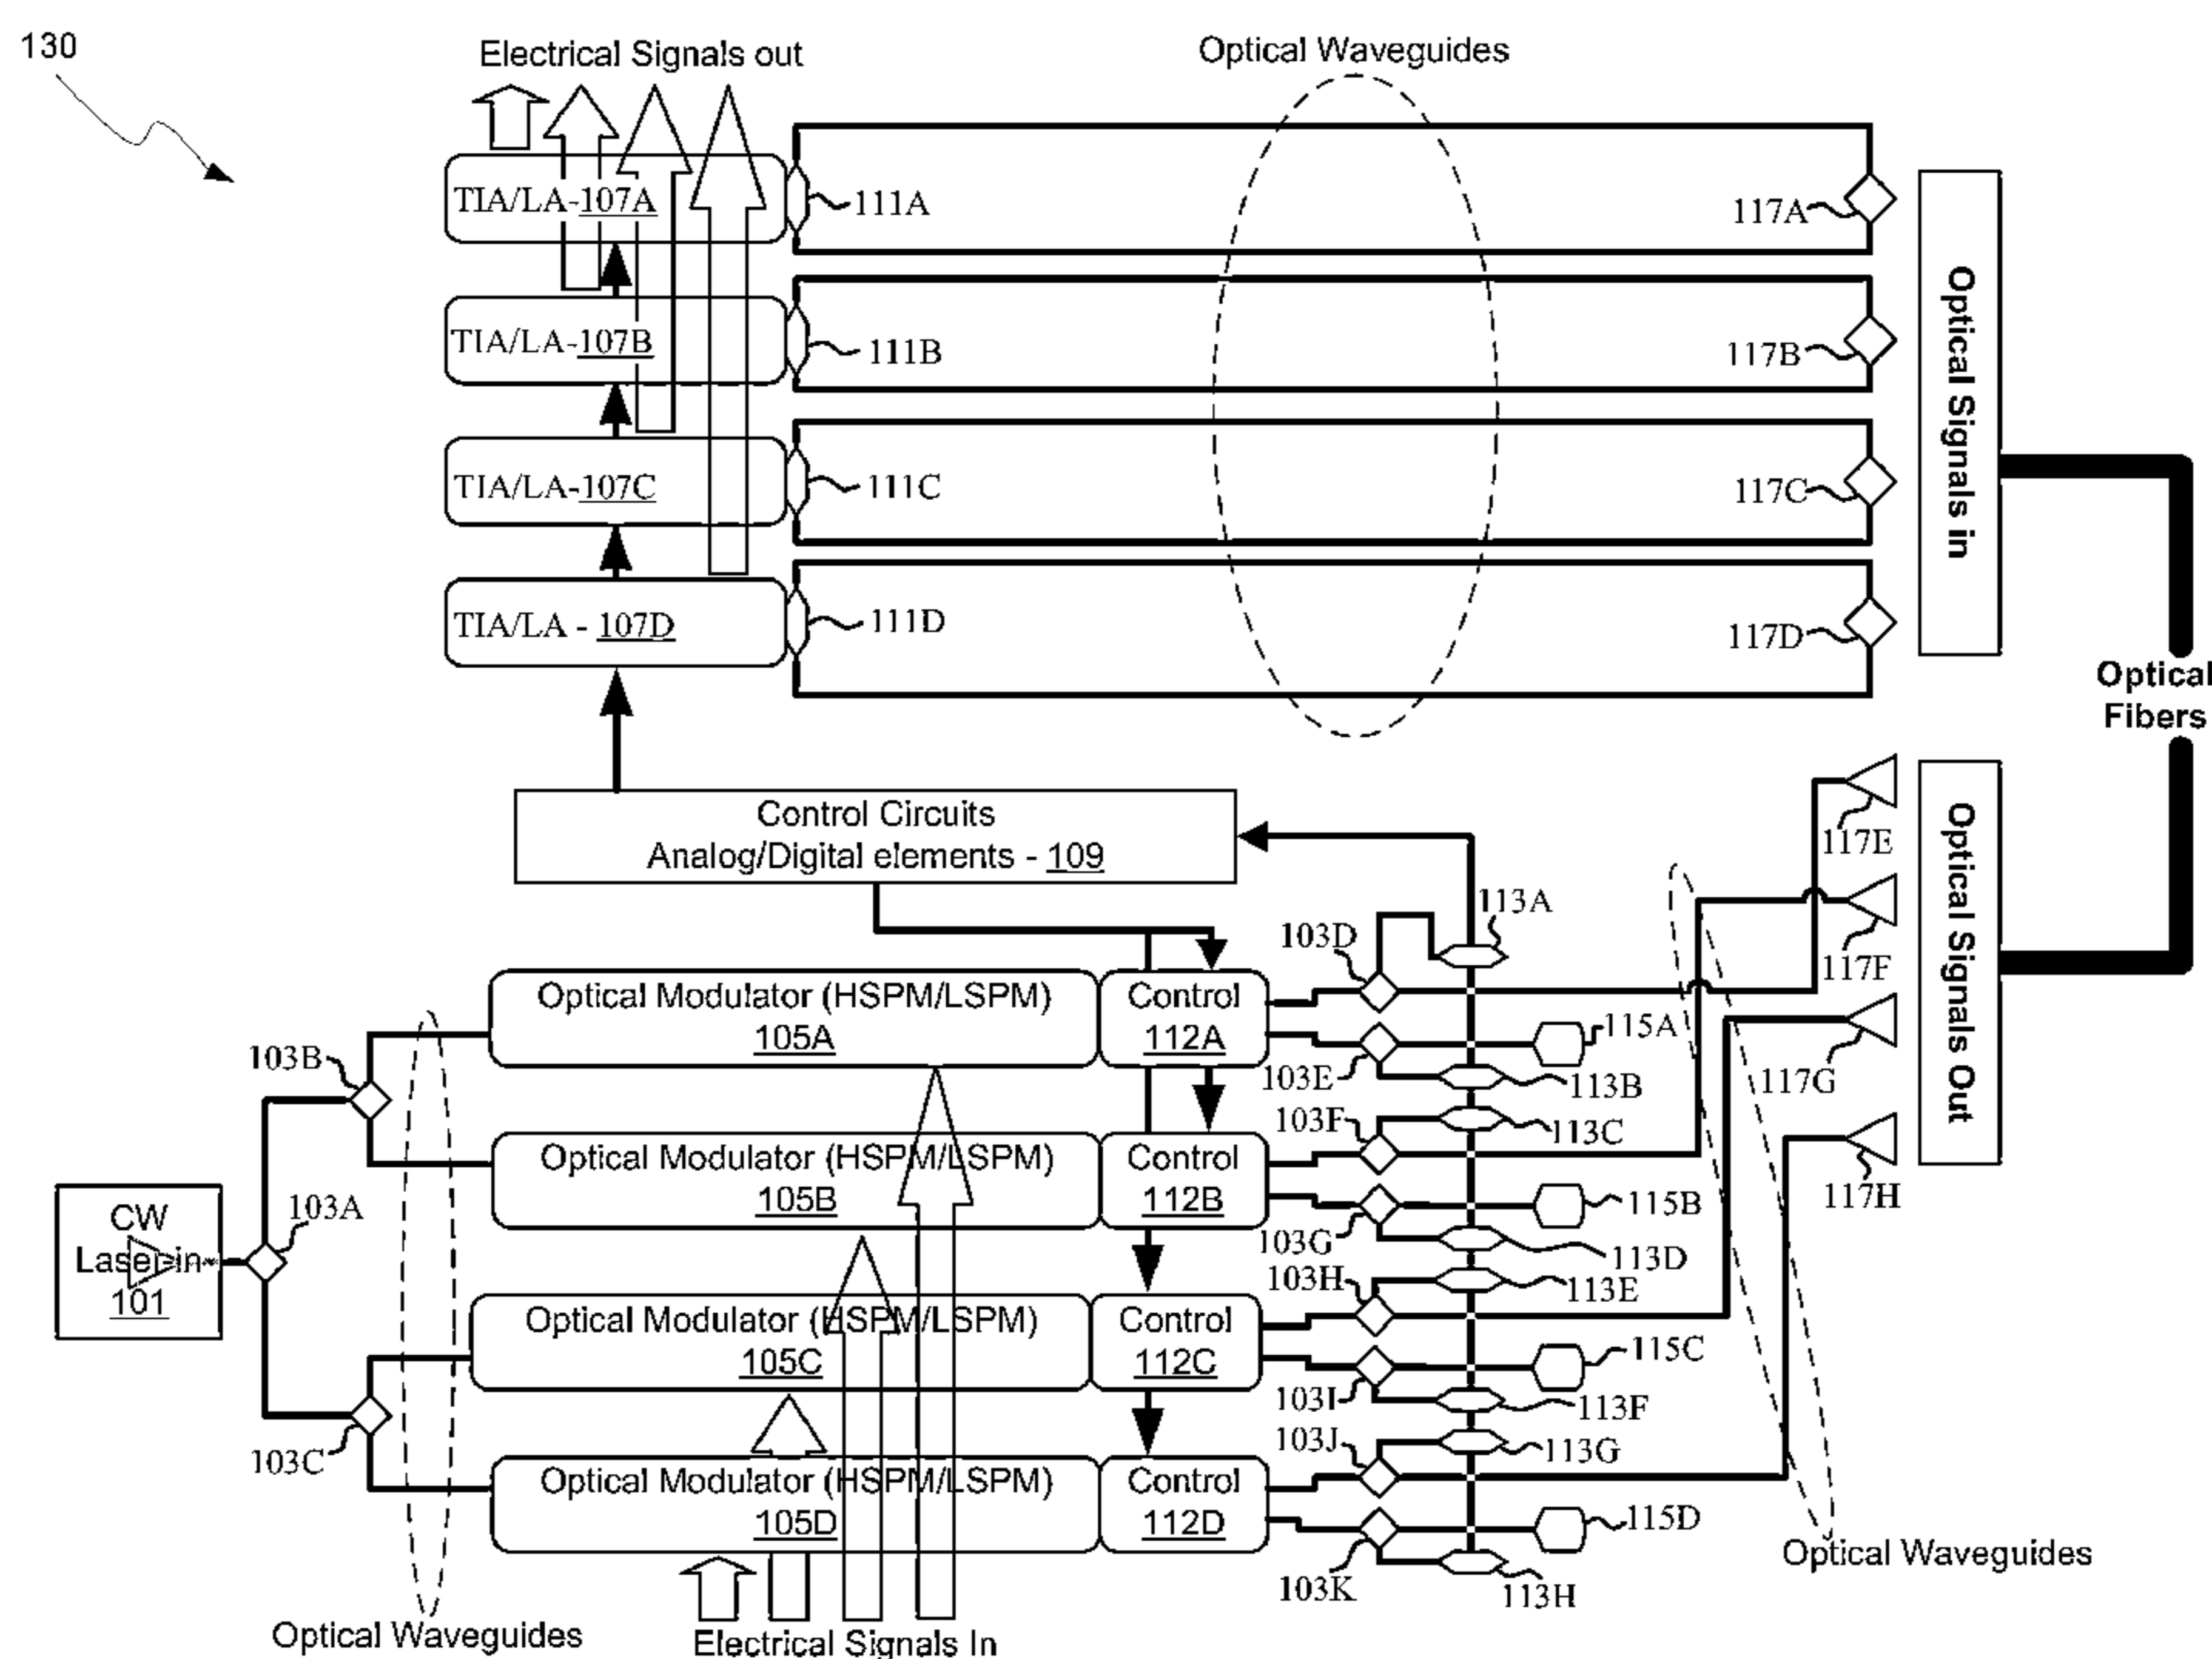 130
Electrical Signals out
Optical Waveguides
TIA/LA-107A
111A
117A
TIA/LA-107B
111B
117B
TIA/LA-107C
111C
117C
TIA/LA - 107D
111D
117D
Optical Signals in
Optical
Fibers
Control Circuits
Analog/Digital elements - 109
117E
113A
103D
117F
Optical Signals Out
Optical Modulator (HSPM/LSPM)
105A
Control
112A
115A
103B
103E
113B
117G
103F
113C
Optical Modulator (HSPM/LSPM)
105B
Control
112B
115B
117H
103A
CW
Laser in
101
103G
113D
103H
113E
Optical Modulator (HSPM/LSPM)
105C
Control
112C
115C
103I
113F
103C
103J
113G
Optical Modulator (HSPM/LSPM)
105D
Control
112D
115D
103K
113H
Optical Waveguides
Optical Waveguides
Electrical Signals In